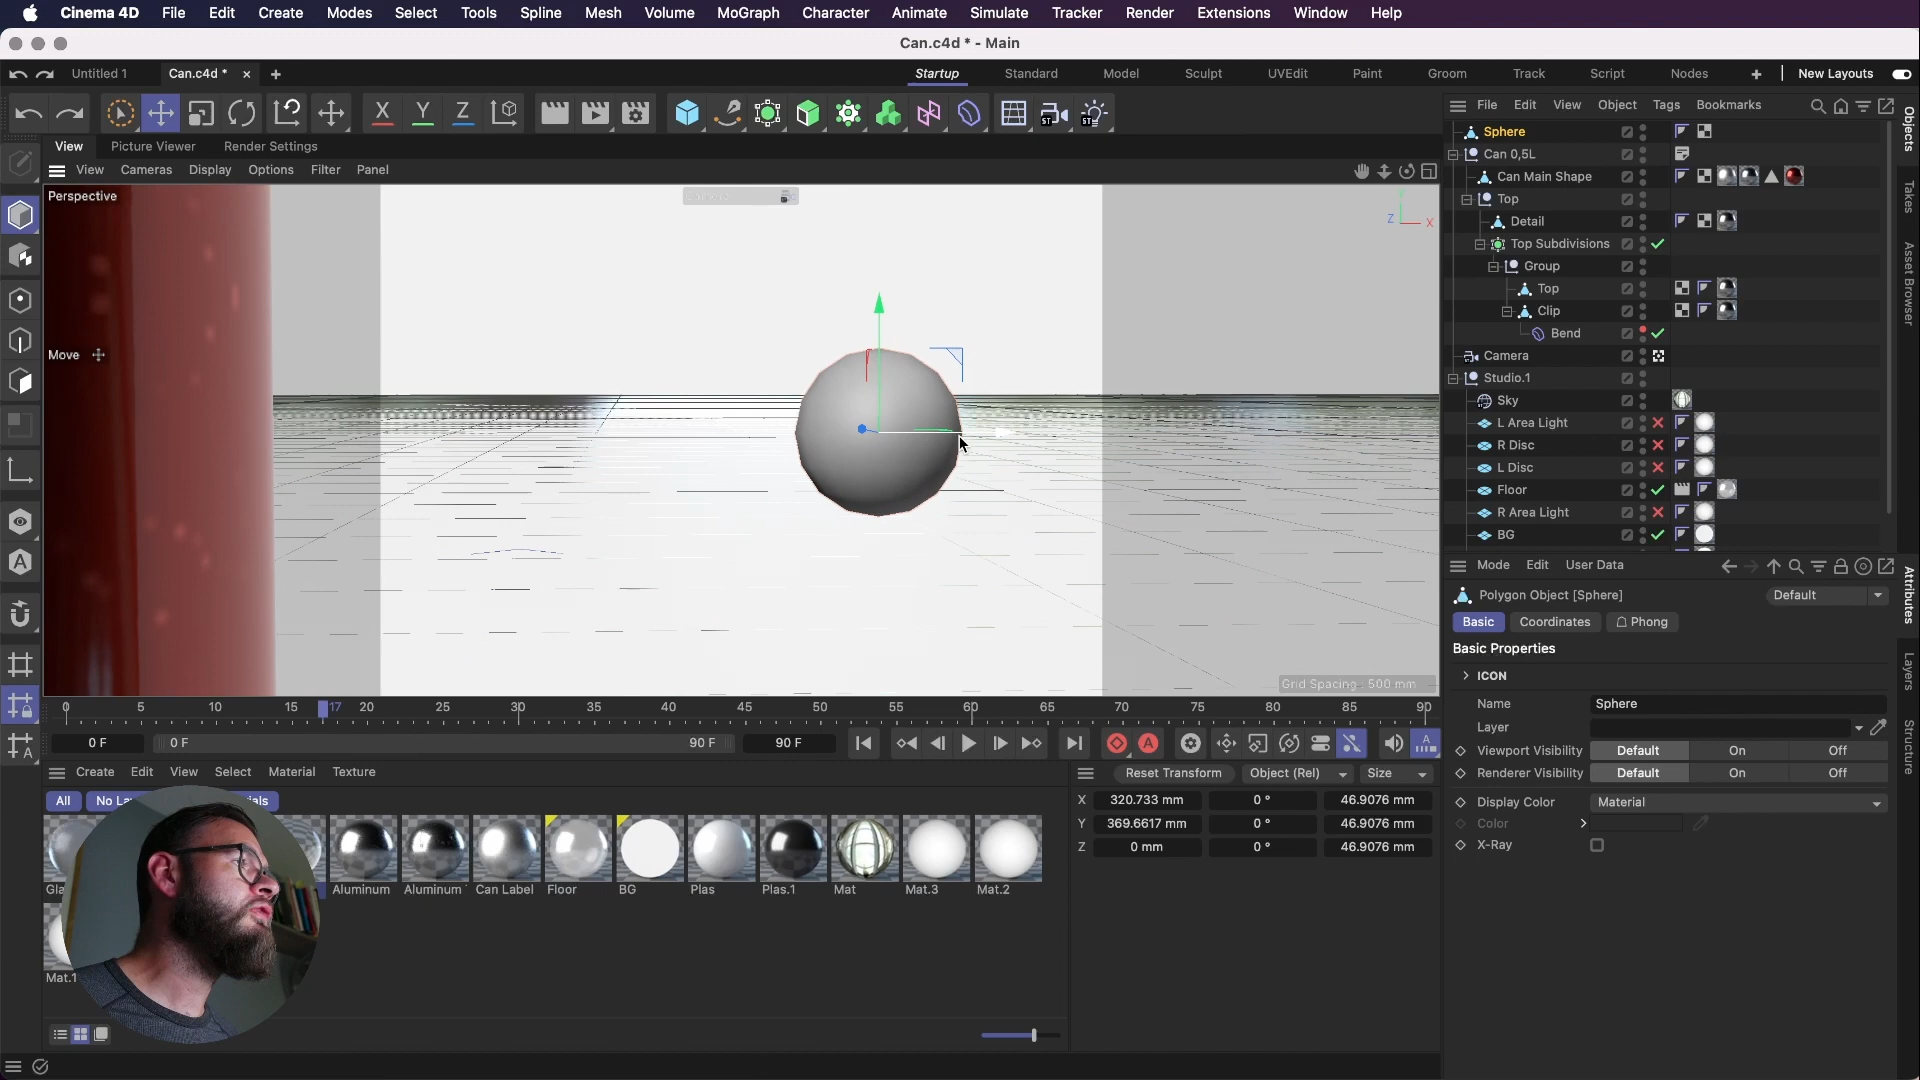 Cinema 4D File Edit Create Modes Select Tools Spline Mesh Volume MoGraph Character Animate Simulate Tracker Render Extensions Window Help
Can.c4d * - Main
Untitled 1 Can.c4d * Startup Standard Model Sculpt UVEdit Paint Groom Track Script Nodes New Layouts
X Y Z
View Picture Viewer Render Settings
View Cameras Display Options Filter Panel
Perspective
Y
Z X
Move
Grid Spacing : 500 mm
0 5 10 15 17 20 25 30 35 40 45 50 55 60 65 70 75 80 85 90
0 F 0 F 90 F 90 F
Create Edit View Select Material Texture
All
Aluminum Aluminum Can Label Floor BG Plas Plas.1 Mat Mat.3 Mat.2
Mat.1
Reset Transform Object (Rel) Size
X 320.733 mm 0 ° 46.9076 mm
Y 369.6617 mm 0 ° 46.9076 mm
Z 0 mm 0 ° 46.9076 mm
File Edit View Object Tags Bookmarks
Sphere
Can 0,5L
Can Main Shape
Top
Detail
Top Subdivisions
Group
Top
Clip
Bend
Camera
Studio.1
Sky
L Area Light
R Disc
L Disc
Floor
R Area Light
BG
Mode Edit User Data
Polygon Object [Sphere] Default
Basic Coordinates Phong
Basic Properties
ICON
Name Sphere
Layer
Viewport Visibility Default On Off
Renderer Visibility Default On Off
Display Color Material
Color
X-Ray
Objects
Takes
Asset Browser
Attributes
Layers
Structure